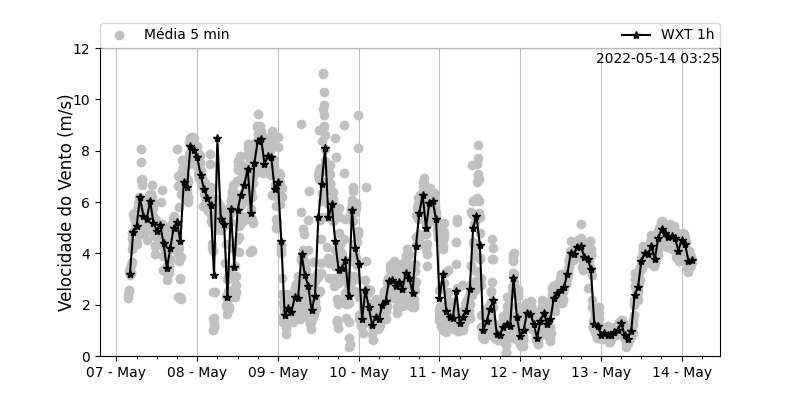 Média 5 min
WXT 1h
2022-05-14 03:25
Velocidade do Vento (m/s)
12
10
8
6
4
2
0
07 - May 08 - May 09 - May 10 - May 11 - May 12 - May 13 - May 14 - May